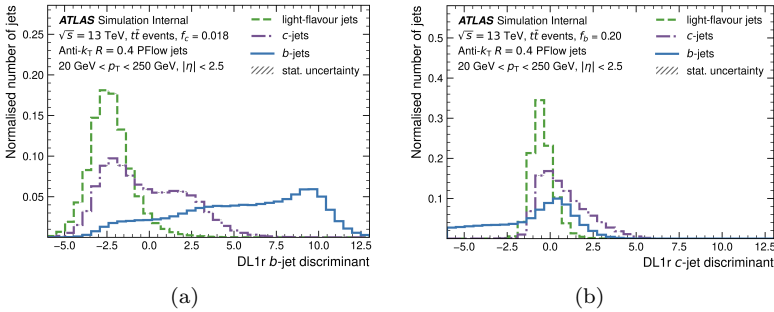 ATLAS Simulation Internal
√s = 13 TeV, tt̄ events, f_c = 0.018
Anti-k_T R = 0.4 PFlow jets
20 GeV < p_T < 250 GeV, |η| < 2.5
light-flavour jets
c-jets
b-jets
stat. uncertainty
Normalised number of jets
0.25
0.20
0.15
0.10
0.05
−5.0 −2.5 0.0 2.5 5.0 7.5 10.0 12.5
DL1r b-jet discriminant
(a)
ATLAS Simulation Internal
√s = 13 TeV, tt̄ events, f_b = 0.20
Anti-k_T R = 0.4 PFlow jets
20 GeV < p_T < 250 GeV, |η| < 2.5
light-flavour jets
c-jets
b-jets
stat. uncertainty
Normalised number of jets
0.5
0.4
0.3
0.2
0.1
−5.0 −2.5 0.0 2.5 5.0 7.5 10.0 12.5
DL1r c-jet discriminant
(b)